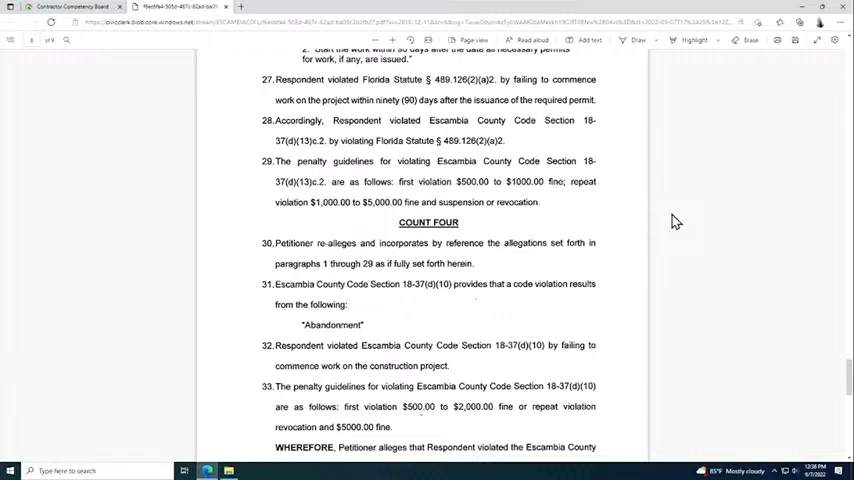 Contractor Competency Board
of 9
Page view
Read aloud
Add text
Draw
Highlight
Erase
2. Start the work within 90 days after the date all necessary permits
for work, if any, are issued."
27. Respondent violated Florida Statute § 489.126(2)(a)2. by failing to commence
work on the project within ninety (90) days after the issuance of the required permit.
28. Accordingly, Respondent violated Escambia County Code Section 18-
37(d)(13)c.2. by violating Florida Statute § 489.126(2)(a)2.
29. The penalty guidelines for violating Escambia County Code Section 18-
37(d)(13)c.2. are as follows: first violation $500.00 to $1000.00 fine; repeat
violation $1,000.00 to $5,000.00 fine and suspension or revocation.
COUNT FOUR
30. Petitioner re-alleges and incorporates by reference the allegations set forth in
paragraphs 1 through 29 as if fully set forth herein.
31. Escambia County Code Section 18-37(d)(10) provides that a code violation results
from the following:
"Abandonment"
32. Respondent violated Escambia County Code Section 18-37(d)(10) by failing to
commence work on the construction project.
33. The penalty guidelines for violating Escambia County Code Section 18-37(d)(10)
are as follows: first violation $500.00 to $2,000.00 fine or repeat violation
revocation and $5000.00 fine.
WHEREFORE, Petitioner alleges that Respondent violated the Escambia County
Type here to search
85°F Mostly cloudy
12:36 PM
9/7/2022